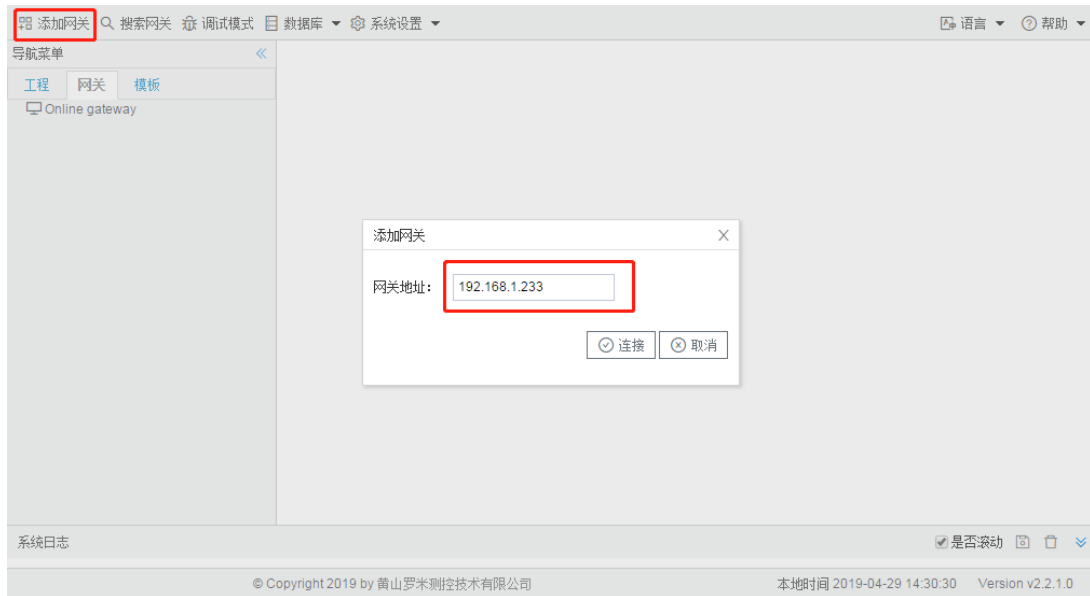 添加网关 搜索网关 调试模式 数据库 系统设置 语言 帮助
导航菜单
工程 网关 模板
Online gateway
添加网关
网关地址：
192.168.1.233
连接 取消
系统日志 是否滚动
© Copyright 2019 by 黄山罗米测控技术有限公司 本地时间 2019-04-29 14:30:30 Version v2.2.1.0